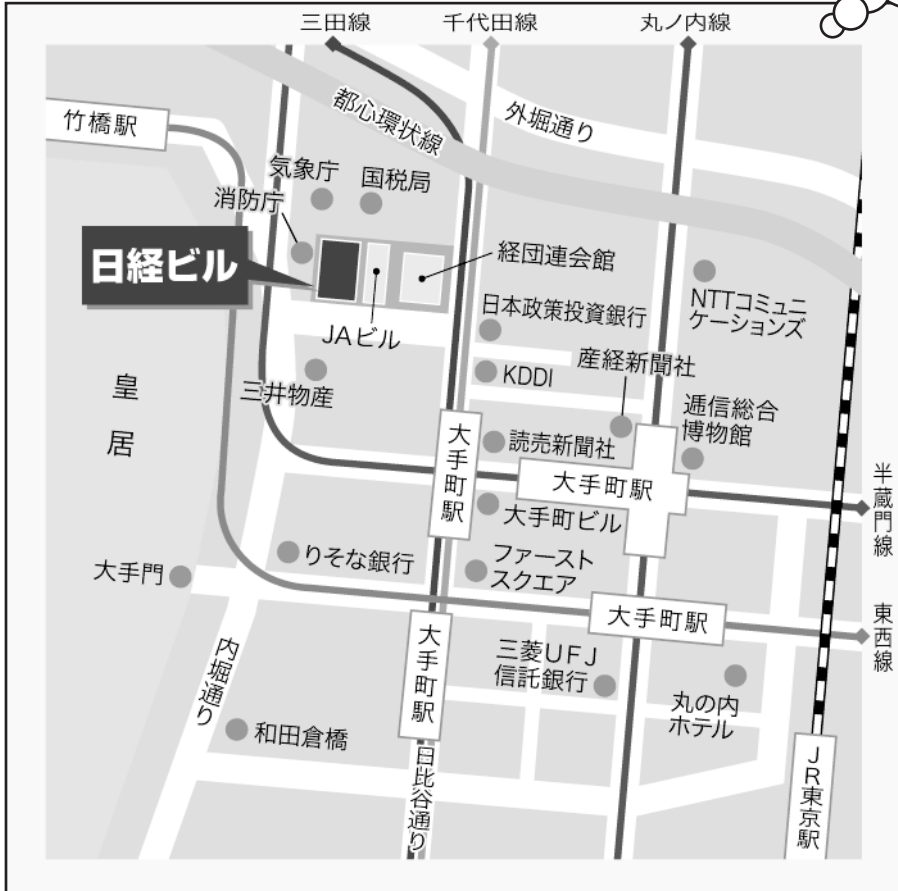 三田線
千代田線
丸ノ内線
竹橋駅
都心環状線
外堀通り
気象庁
国税局
消防庁
日経ビル
経団連会館
NTTコミュニ
ケーションズ
日本政策投資銀行
JAビル
KDDI
産経新聞社
三井物産
皇居
逓信総合
博物館
大手町駅
読売新聞社
大手町駅
半蔵門線
大手町ビル
りそな銀行
ファースト
スクエア
大手門
大手町駅
東西線
大手町駅
三菱UFJ
信託銀行
内堀通り
丸の内
ホテル
和田倉橋
日比谷通り
JR東京駅